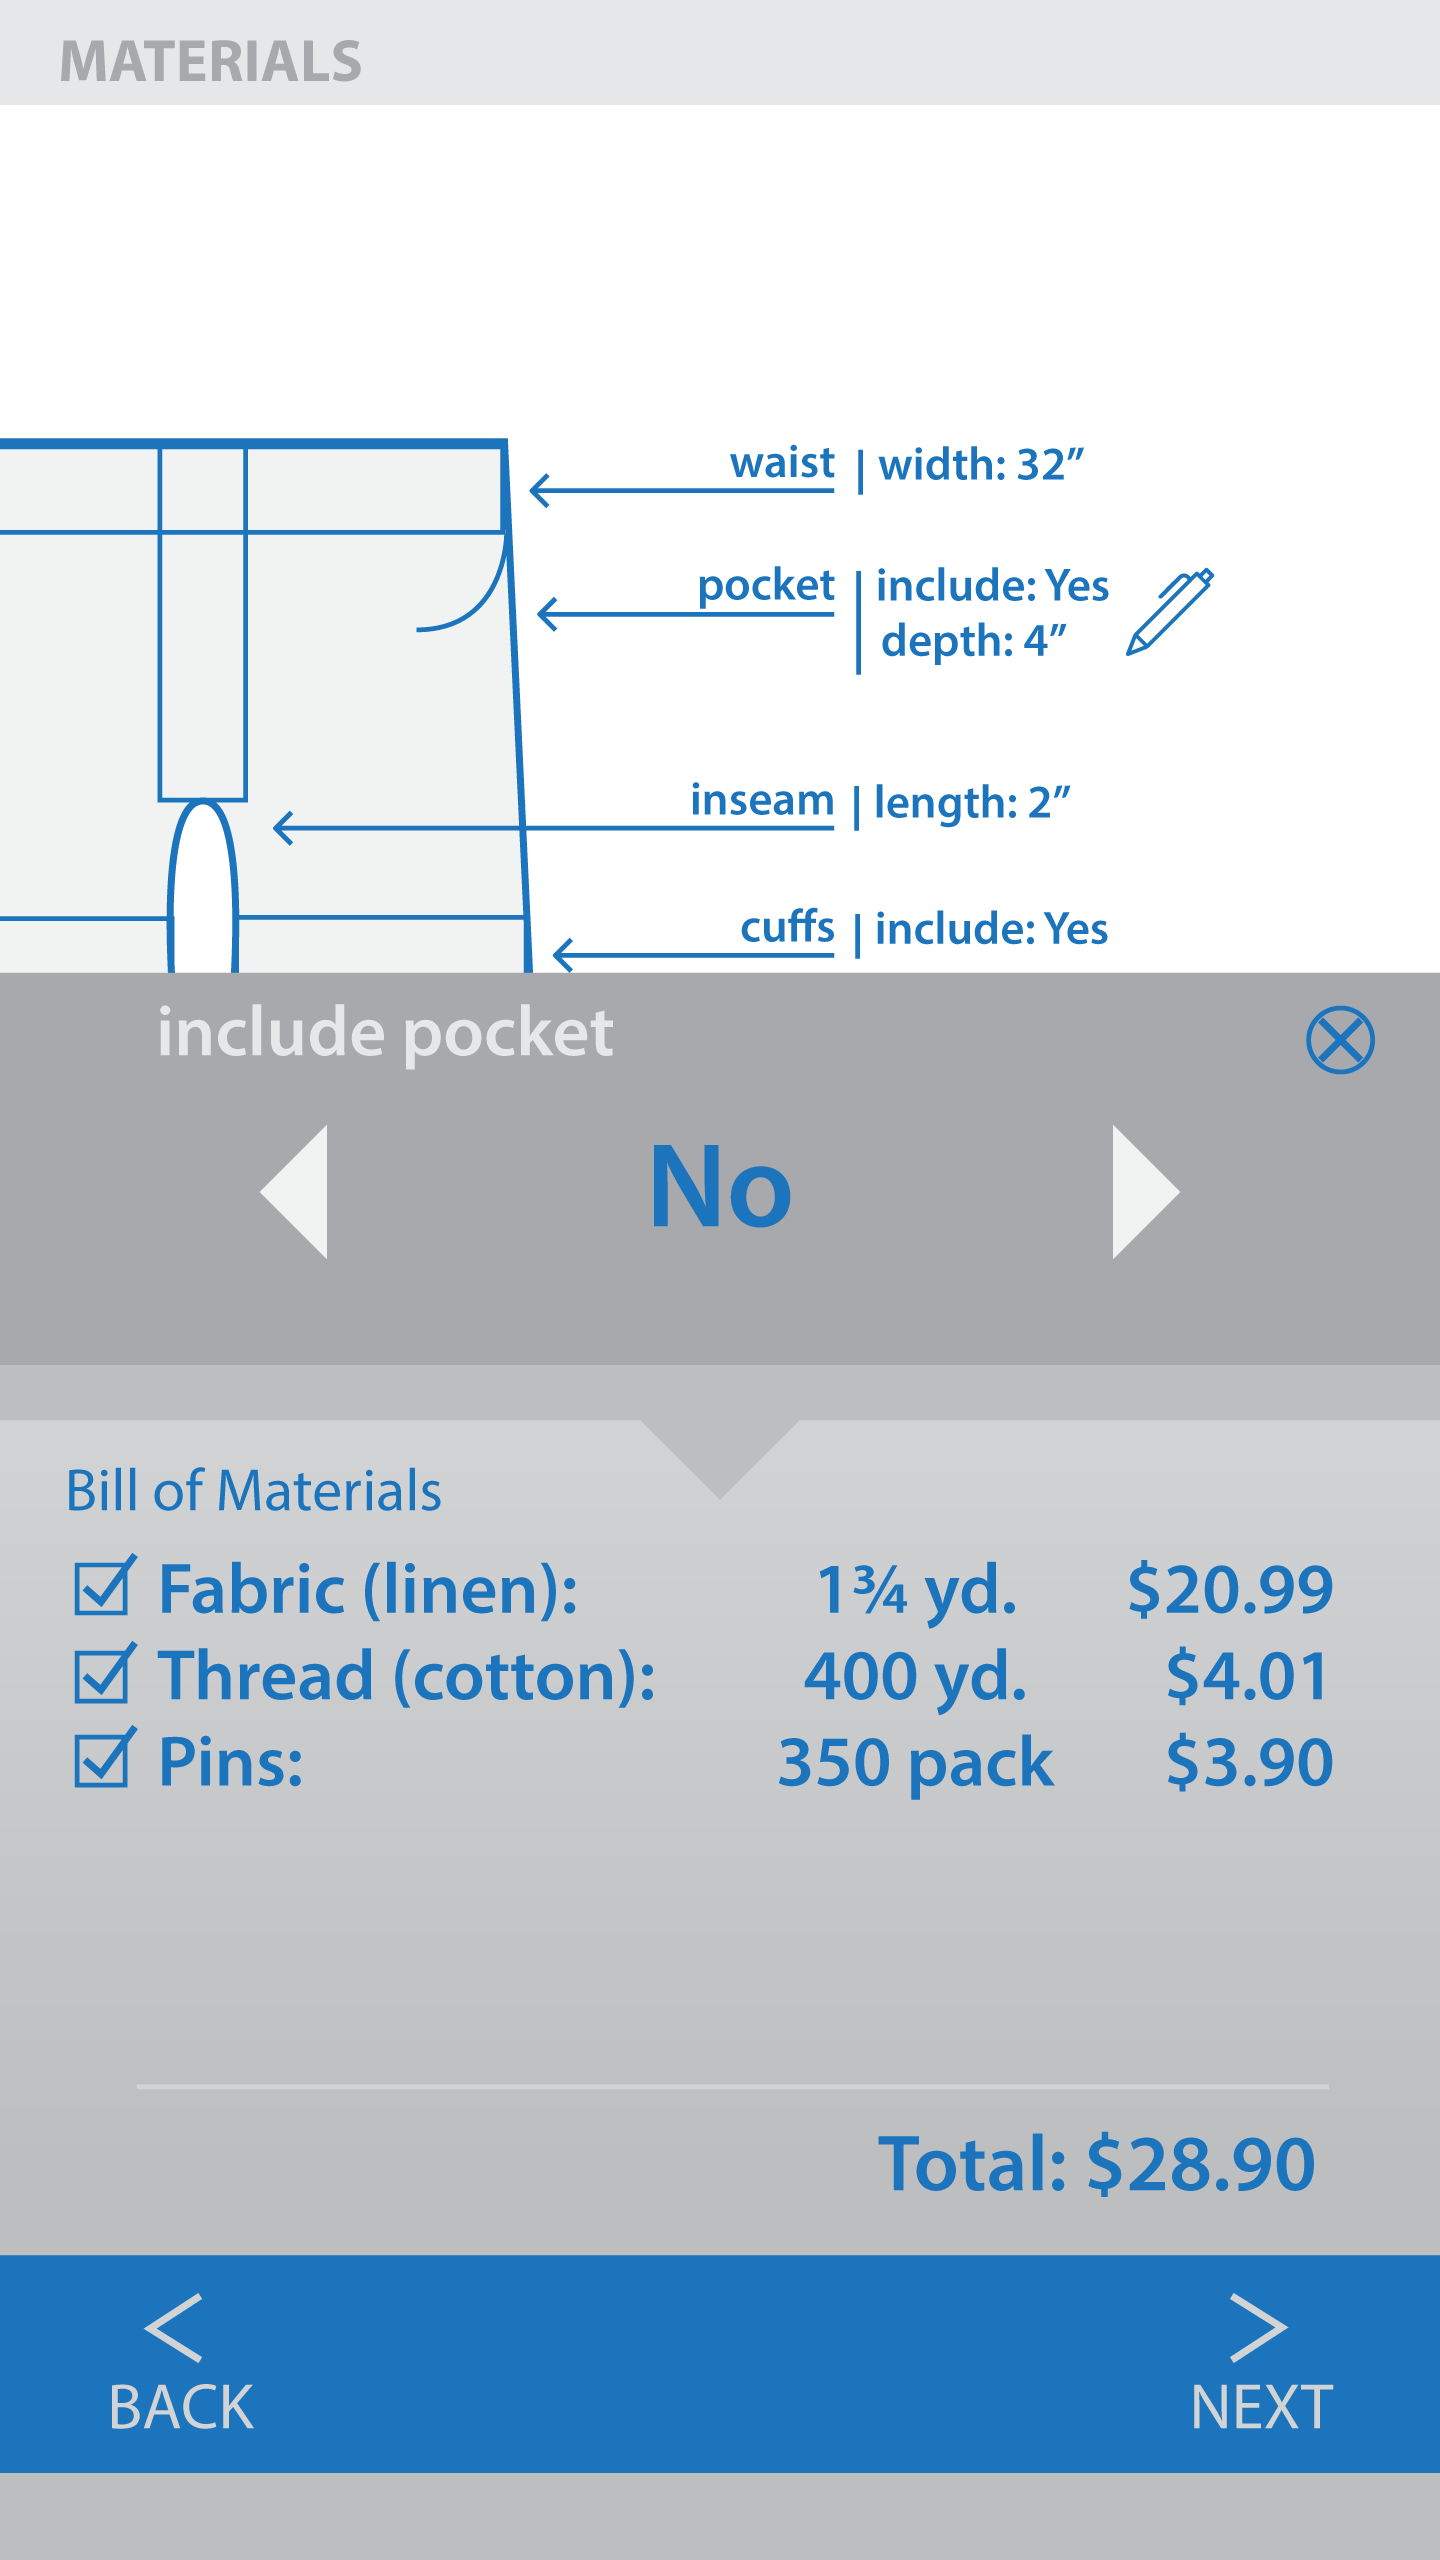 MATERIALS
waist | width: 32”
pocket | include: Yes
depth: 4”
inseam | length: 2”
cuffs | include: Yes
include pocket
No
Bill of Materials
Fabric (linen): 1¾ yd. $20.99
Thread (cotton): 400 yd. $4.01
Pins: 350 pack $3.90
Total: $28.90
BACK NEXT